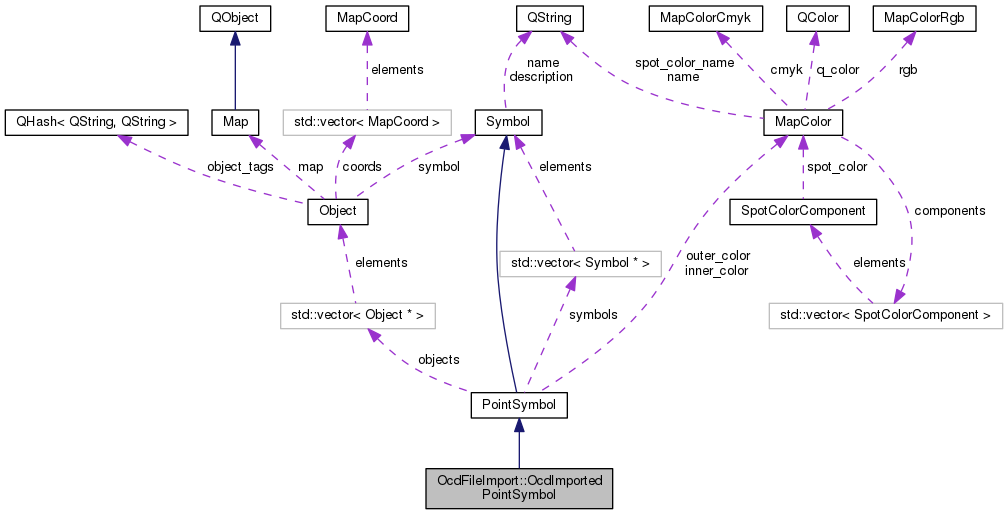 QObject
MapCoord
QString
MapColorCmyk
QColor
MapColorRgb
elements
name
description
spot_color_name
name
cmyk
q_color
rgb
QHash< QString, QString >
Map
std::vector< MapCoord >
Symbol
MapColor
object_tags
map
coords
symbol
elements
spot_color
Object
SpotColorComponent
components
elements
std::vector< Symbol * >
outer_color
inner_color
elements
std::vector< Object * >
symbols
std::vector< SpotColorComponent >
objects
PointSymbol
OcdFileImport::OcdImported
PointSymbol